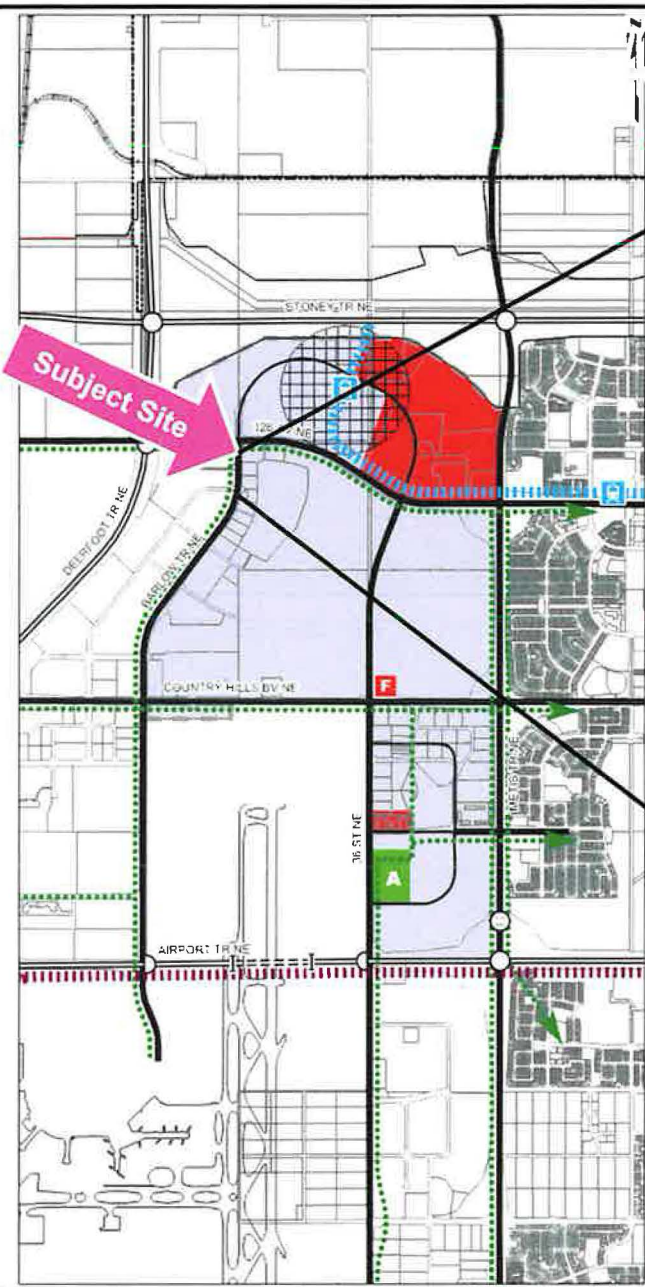 STONEY TR NE
Subject Site
128 AV NE
DEERFOOT TR NE
BARLOW TR NE
COUNTRY HILLS BV NE
F
METIS TR NE
36 ST NE
A
AIRPORT TR NE